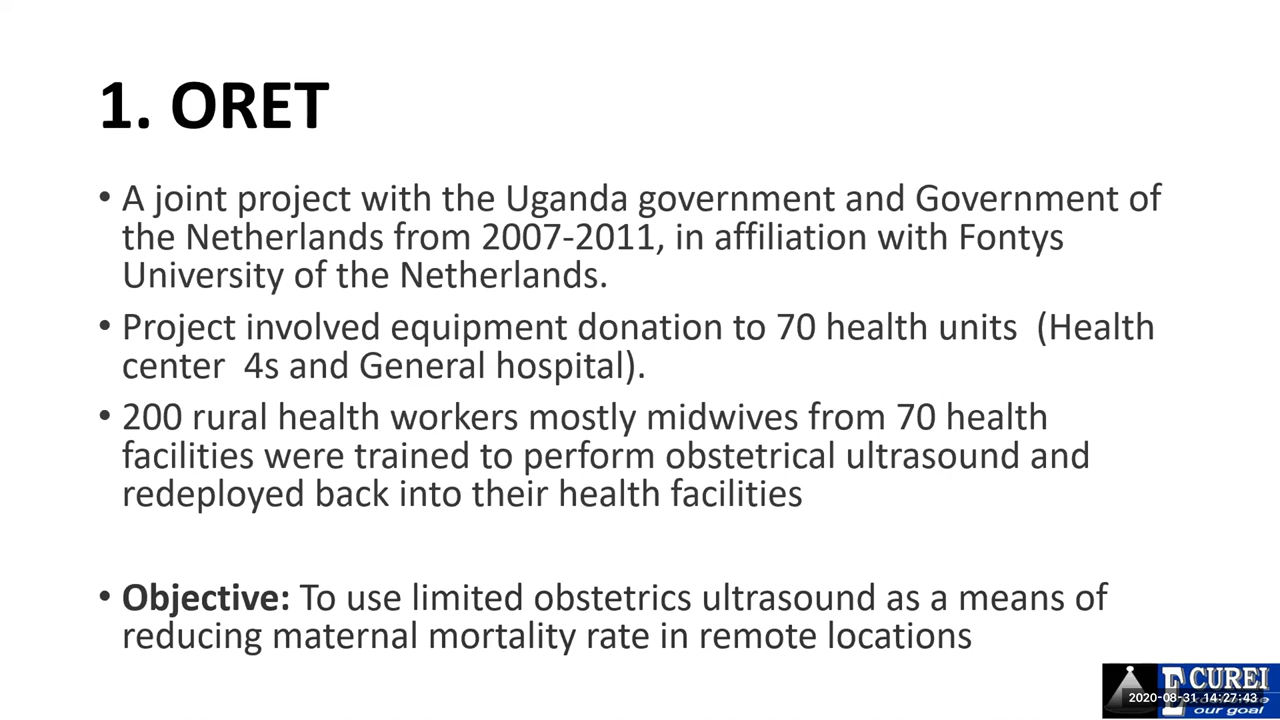 1. ORET
• A joint project with the Uganda government and Government of
the Netherlands from 2007-2011, in affiliation with Fontys
University of the Netherlands.
• Project involved equipment donation to 70 health units (Health
center 4s and General hospital).
• 200 rural health workers mostly midwives from 70 health
facilities were trained to perform obstetrical ultrasound and
redeployed back into their health facilities
• Objective: To use limited obstetrics ultrasound as a means of
reducing maternal mortality rate in remote locations
ECUREI
2020-08-31 14:27:43
our goal